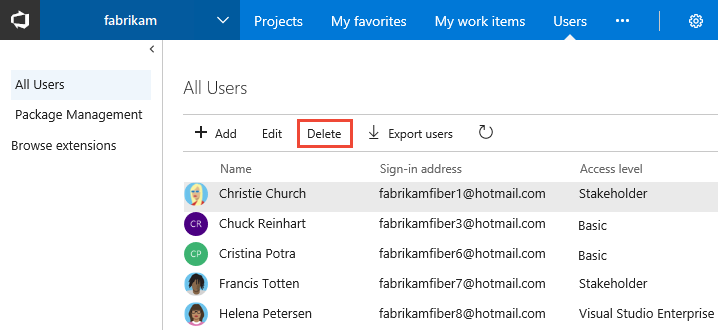 fabrikam Projects My favorites My work items Users ...
All Users
Package Management
Browse extensions
All Users
+ Add Edit Delete Export users
Name Sign-in address Access level
Christie Church fabrikamfiber1@hotmail.com Stakeholder
CR Chuck Reinhart fabrikamfiber3@hotmail.com Basic
CP Cristina Potra fabrikamfiber6@hotmail.com Basic
Francis Totten fabrikamfiber7@hotmail.com Stakeholder
Helena Petersen fabrikamfiber8@hotmail.com Visual Studio Enterprise